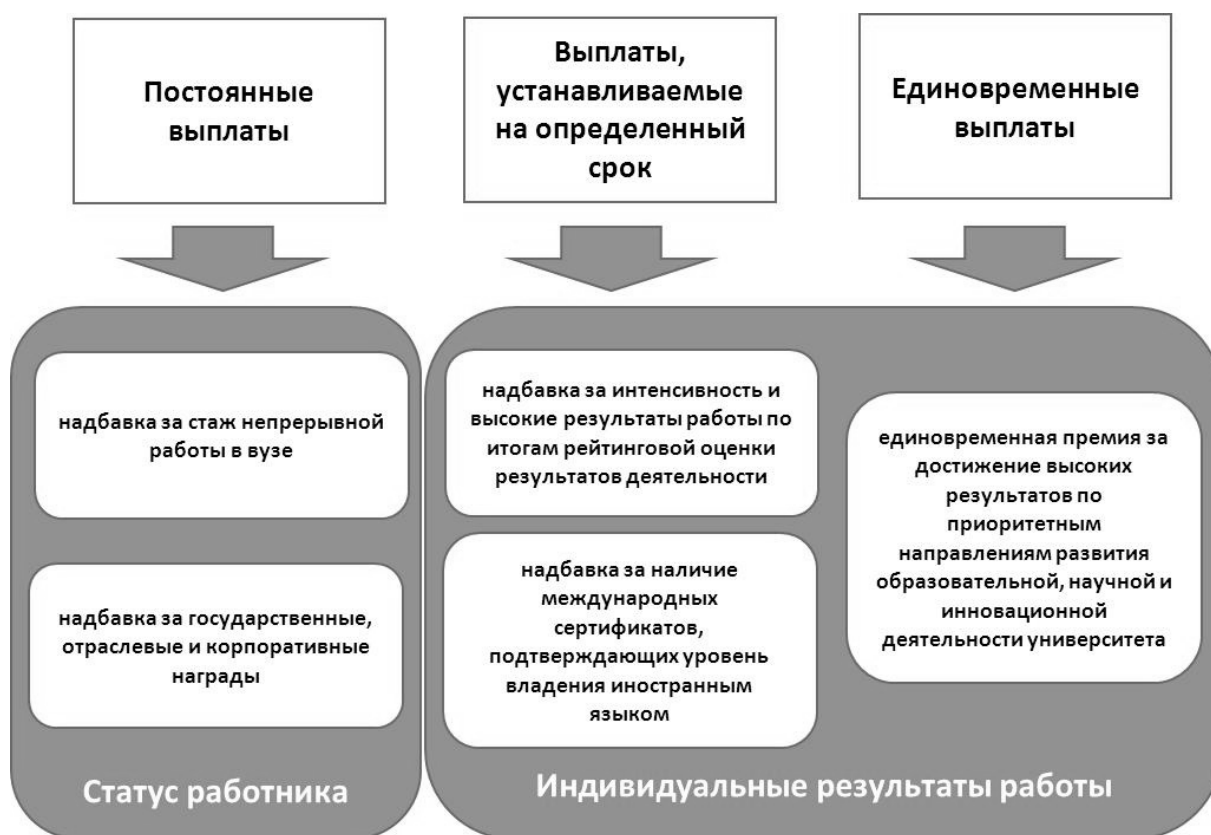 Постоянные
выплаты
Выплаты,
устанавливаемые
на определенный
срок
Единовременные
выплаты
надбавка за стаж непрерывной
работы в вузе
надбавка за государственные,
отраслевые и корпоративные
награды
Статус работника
надбавка за интенсивность и
высокие результаты работы по
итогам рейтинговой оценки
результатов деятельности
надбавка за наличие
международных
сертификатов,
подтверждающих уровень
владения иностранным
языком
единовременная премия за
достижение высоких
результатов по
приоритетным
направлениям развития
образовательной, научной и
инновационной
деятельности университета
Индивидуальные результаты работы